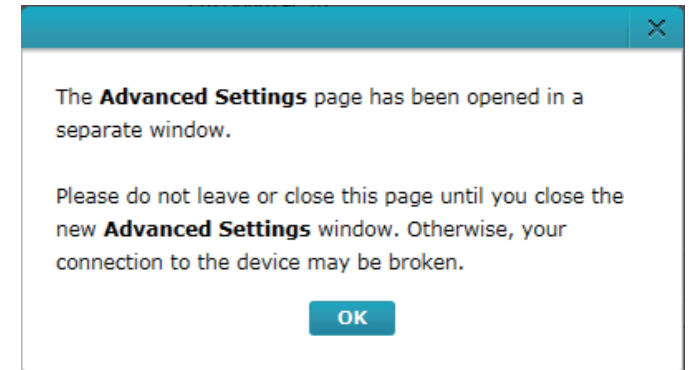 The Advanced Settings page has been opened in a
separate window.
Please do not leave or close this page until you close the
new Advanced Settings window. Otherwise, your
connection to the device may be broken.
OK